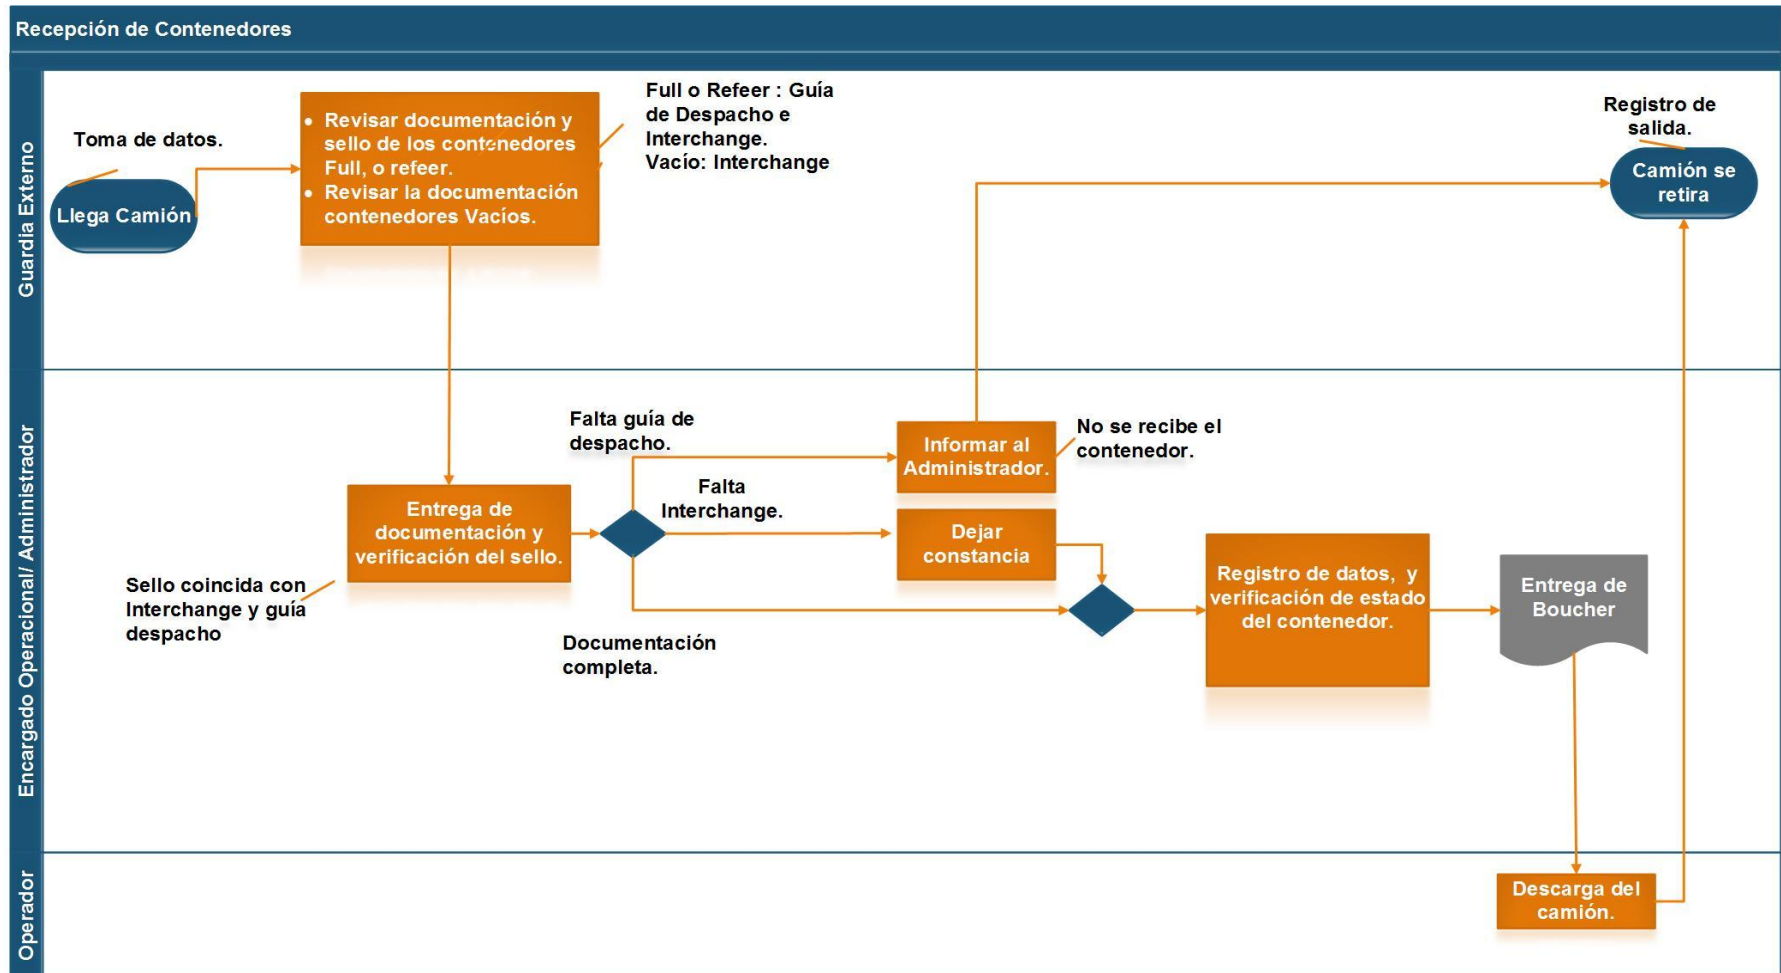 Recepción de Contenedores
Guardia Externo
Toma de datos.
Llega Camión
• Revisar documentación y
sello de los contenedores
Full, o refeer.
• Revisar la documentación
contenedores Vacíos.
Full o Refeer : Guía
de Despacho e
Interchange.
Vacío: Interchange
Registro de
salida.
Camión se
retira
Encargado Operacional/ Administrador
Entrega de
documentación y
verificación del sello.
Sello coincida con
Interchange y guía
despacho
Falta guía de
despacho.
Falta
Interchange.
Documentación
completa.
Informar al
Administrador.
No se recibe el
contenedor.
Dejar
constancia
Registro de datos, y
verificación de estado
del contenedor.
Entrega de
Boucher
Operador
Descarga del
camión.